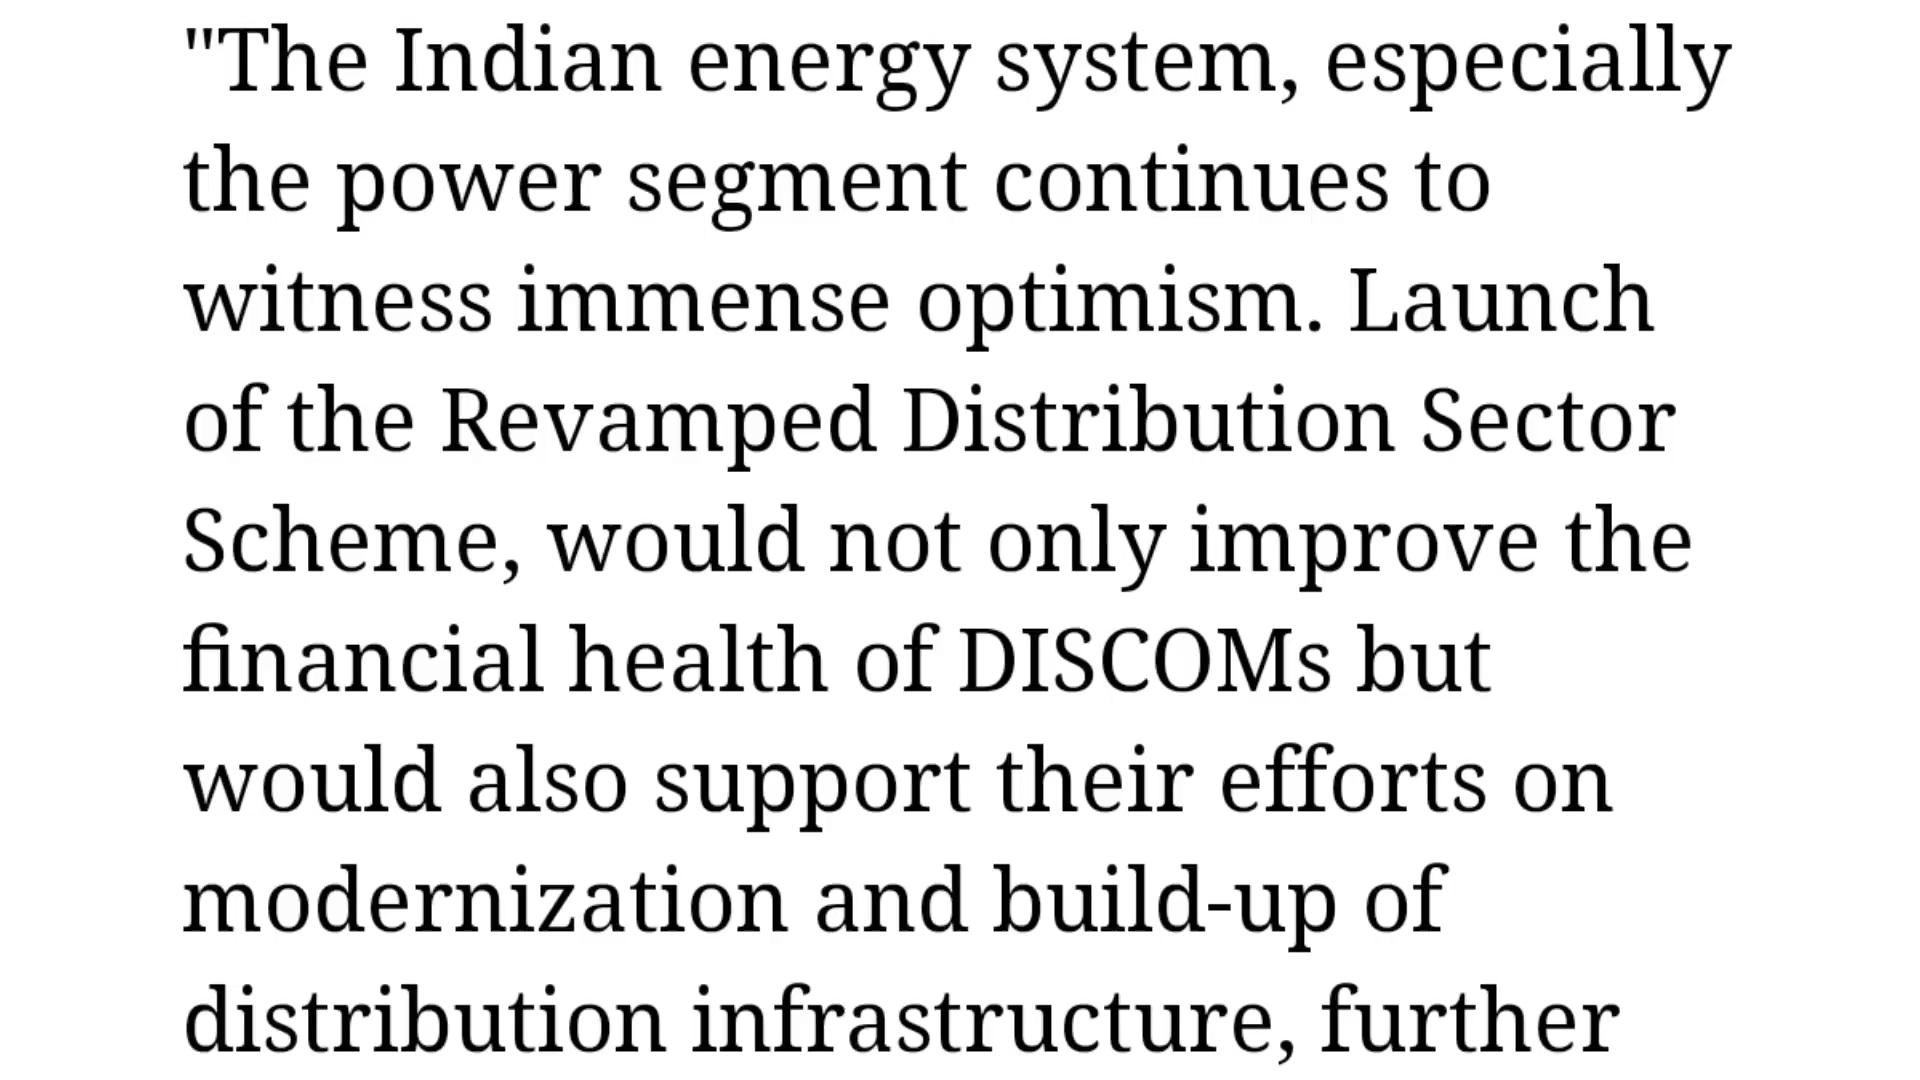 "The Indian energy system, especially
the power segment continues to
witness immense optimism. Launch
of the Revamped Distribution Sector
Scheme, would not only improve the
financial health of DISCOMs but
would also support their efforts on
modernization and build-up of
distribution infrastructure, further